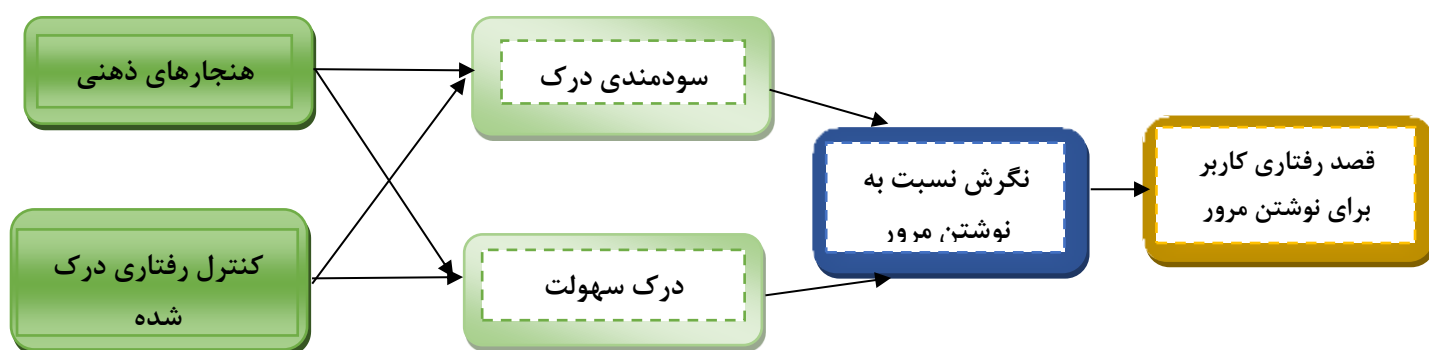 هنجارهای ذهنی
سودمندی درک
نگرش نسبت به
نوشتن مرور
قصد رفتاری کاربر
برای نوشتن مرور
کنترل رفتاری درک
شده
درک سهولت